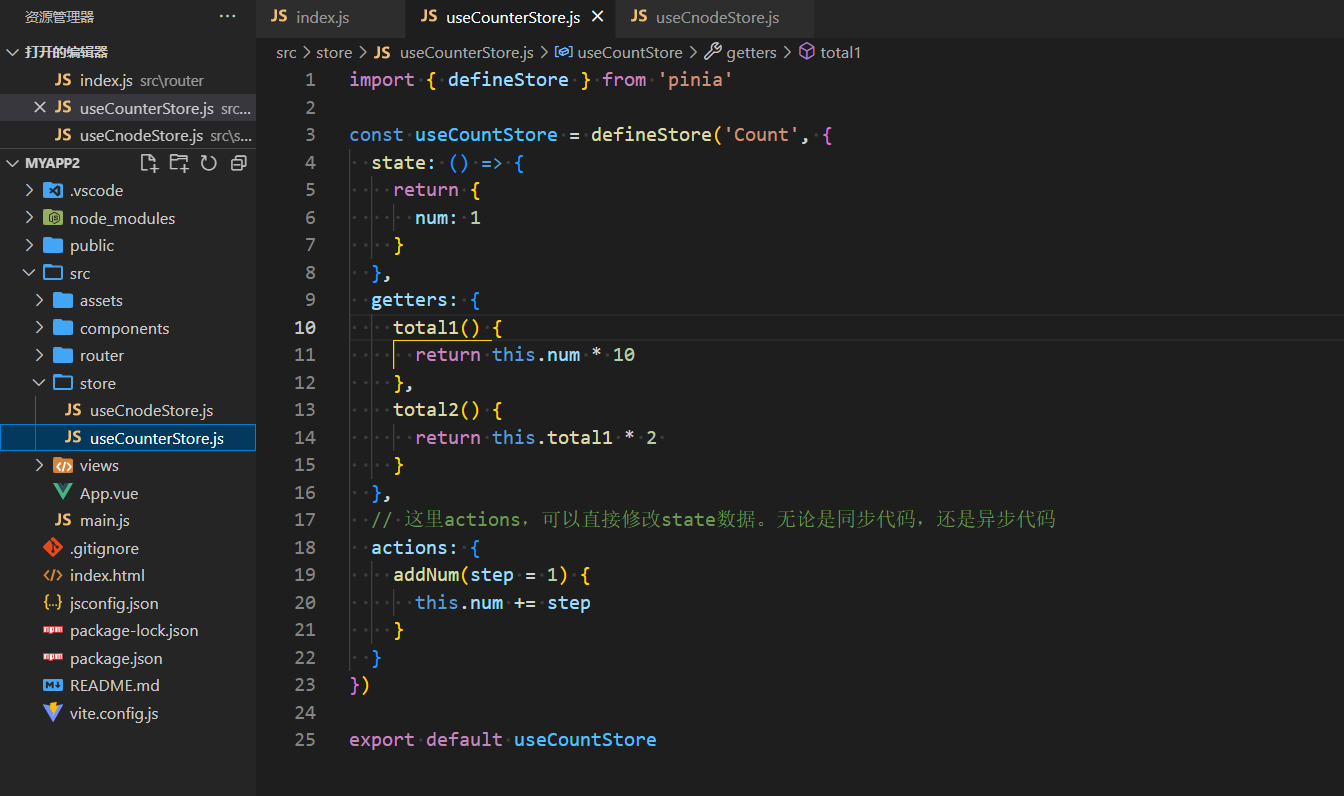 资源管理器 ···
打开的编辑器
JS index.js src\router
JS useCounterStore.js src...
JS useCnodeStore.js src\s...
MYAPP2
.vscode
node_modules
public
src
assets
components
router
store
JS useCnodeStore.js
JS useCounterStore.js
views
App.vue
JS main.js
.gitignore
index.html
jsconfig.json
package-lock.json
package.json
README.md
vite.config.js
JS index.js JS useCounterStore.js JS useCnodeStore.js
src > store > JS useCounterStore.js > useCountStore > getters > total1
1 import { defineStore } from 'pinia'
2
3 const useCountStore = defineStore('Count', {
4 state: () => {
5 return {
6 num: 1
7 }
8 },
9 getters: {
10 total1() {
11 return this.num * 10
12 },
13 total2() {
14 return this.total1 * 2
15 }
16 },
17 // 这里actions，可以直接修改state数据。无论是同步代码，还是异步代码
18 actions: {
19 addNum(step = 1) {
20 this.num += step
21 }
22 }
23 })
24
25 export default useCountStore